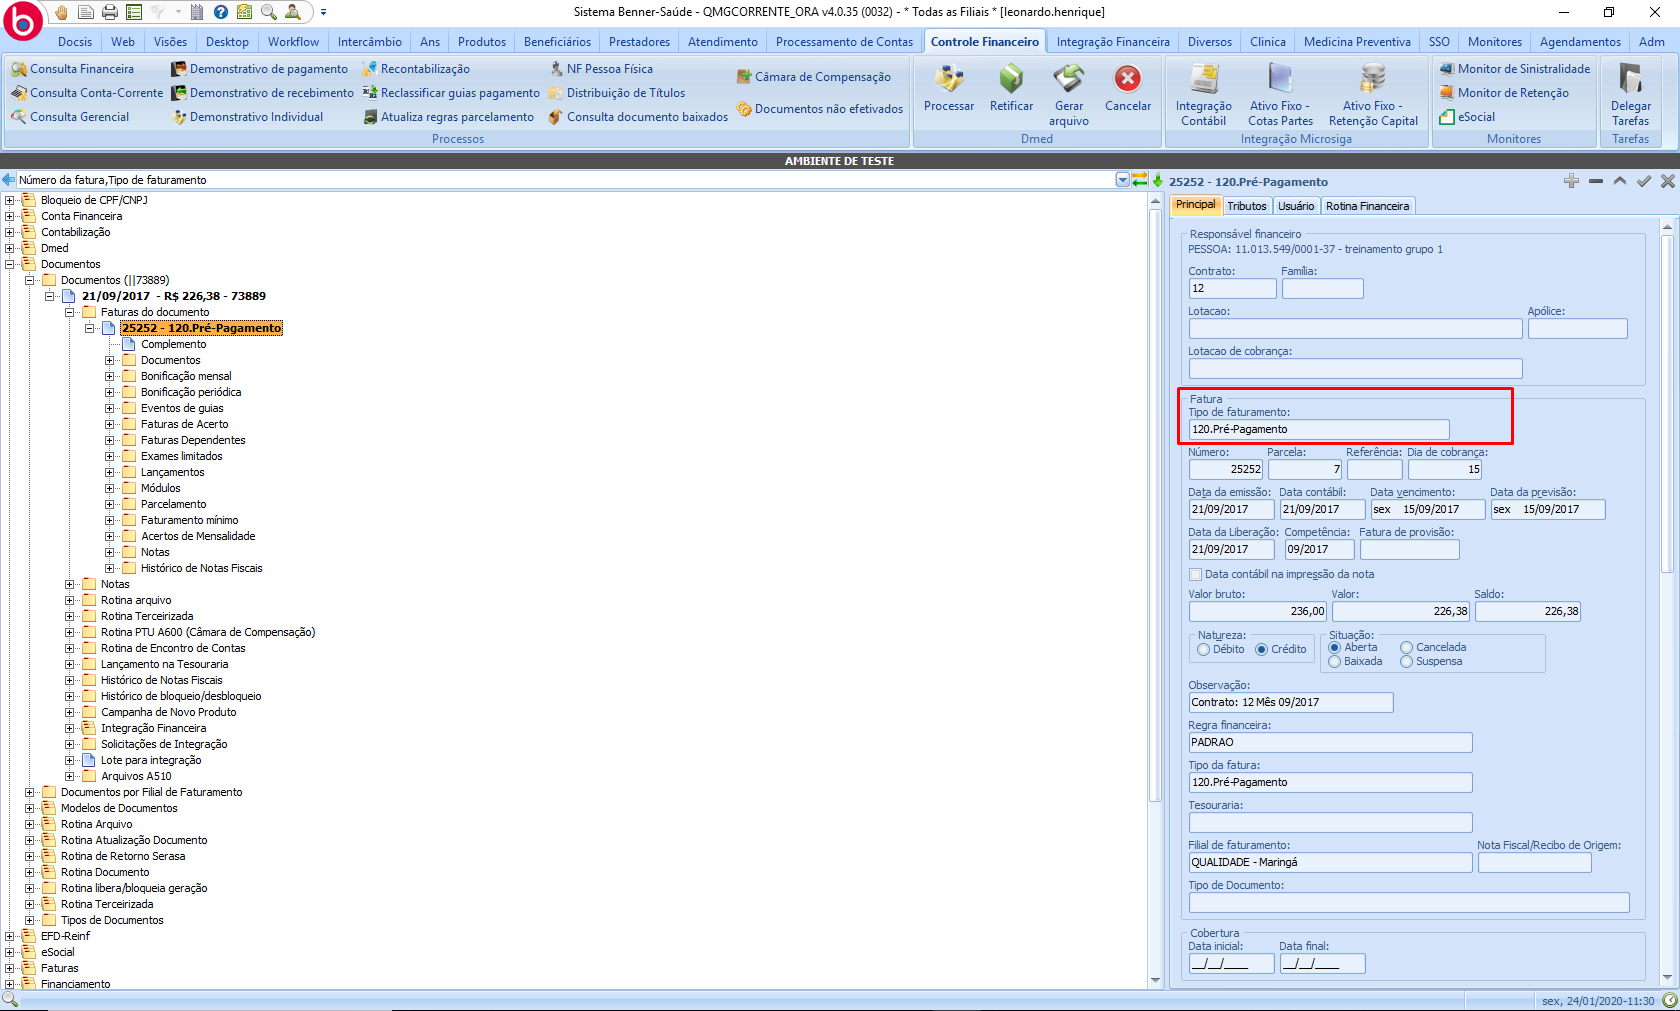 Sistema Benner-Saúde - QMGCORRENTE_ORA v4.0.35 (0032) - * Todas as Filiais * [leonardo.henrique]
b
Docsis Web Visões Desktop Workflow Intercâmbio Ans Produtos Beneficiários Prestadores Atendimento Processamento de Contas Controle Financeiro Integração Financeira Diversos Clinica Medicina Preventiva SSO Monitores Agendamentos Adm
Consulta Financeira Demonstrativo de pagamento Recontabilização NF Pessoa Física
Câmara de Compensação
Consulta Conta-Corrente Demonstrativo de recebimento Reclassificar guias pagamento Distribuição de Títulos
Documentos não efetivados
Consulta Gerencial Demonstrativo Individual Atualiza regras parcelamento Consulta documento baixados
Processos
Processar Retificar Gerar arquivo Cancelar
Dmed
Integração Contábil Ativo Fixo - Cotas Partes Ativo Fixo - Retenção Capital
Integração Microsiga
Monitor de Sinistralidade
Monitor de Retenção
eSocial
Monitores
Delegar Tarefas
Tarefas
AMBIENTE DE TESTE
Número da fatura,Tipo de faturamento
Bloqueio de CPF/CNPJ
Conta Financeira
Contabilização
Dmed
Documentos
Documentos (||73889)
21/09/2017 - R$ 226,38 - 73889
Faturas do documento
25252 - 120.Pré-Pagamento
Complemento
Documentos
Bonificação mensal
Bonificação periódica
Eventos de guias
Faturas de Acerto
Faturas Dependentes
Exames limitados
Lançamentos
Módulos
Parcelamento
Faturamento mínimo
Acertos de Mensalidade
Notas
Histórico de Notas Fiscais
Notas
Rotina arquivo
Rotina Terceirizada
Rotina PTU A600 (Câmara de Compensação)
Rotina de Encontro de Contas
Lançamento na Tesouraria
Histórico de Notas Fiscais
Histórico de bloqueio/desbloqueio
Campanha de Novo Produto
Integração Financeira
Solicitações de Integração
Lote para integração
Arquivos A510
Documentos por Filial de Faturamento
Modelos de Documentos
Rotina Arquivo
Rotina Atualização Documento
Rotina de Retorno Serasa
Rotina Documento
Rotina libera/bloqueia geração
Rotina Terceirizada
Tipos de Documentos
EFD-Reinf
eSocial
Faturas
Financiamento
25252 - 120.Pré-Pagamento
Principal Tributos Usuário Rotina Financeira
Responsável financeiro
PESSOA: 11.013.549/0001-37 - treinamento grupo 1
Contrato: Família:
12
Lotacao: Apólice:
Lotacao de cobrança:
Fatura
Tipo de faturamento:
120.Pré-Pagamento
Número: Parcela: Referência: Dia de cobrança:
25252 7 15
Data da emissão: Data contábil: Data vencimento: Data da previsão:
21/09/2017 21/09/2017 sex 15/09/2017 sex 15/09/2017
Data da Liberação: Competência: Fatura de provisão:
21/09/2017 09/2017
Data contábil na impressão da nota
Valor bruto: Valor: Saldo:
236,00 226,38 226,38
Natureza: Situação:
Débito Crédito Aberta Cancelada
Baixada Suspensa
Observação:
Contrato: 12 Mês 09/2017
Regra financeira:
PADRAO
Tipo da fatura:
120.Pré-Pagamento
Tesouraria:
Filial de faturamento: Nota Fiscal/Recibo de Origem:
QUALIDADE - Maringá
Tipo de Documento:
Cobertura
Data inicial: Data final:
__/__/____ __/__/____
sex, 24/01/2020-11:30